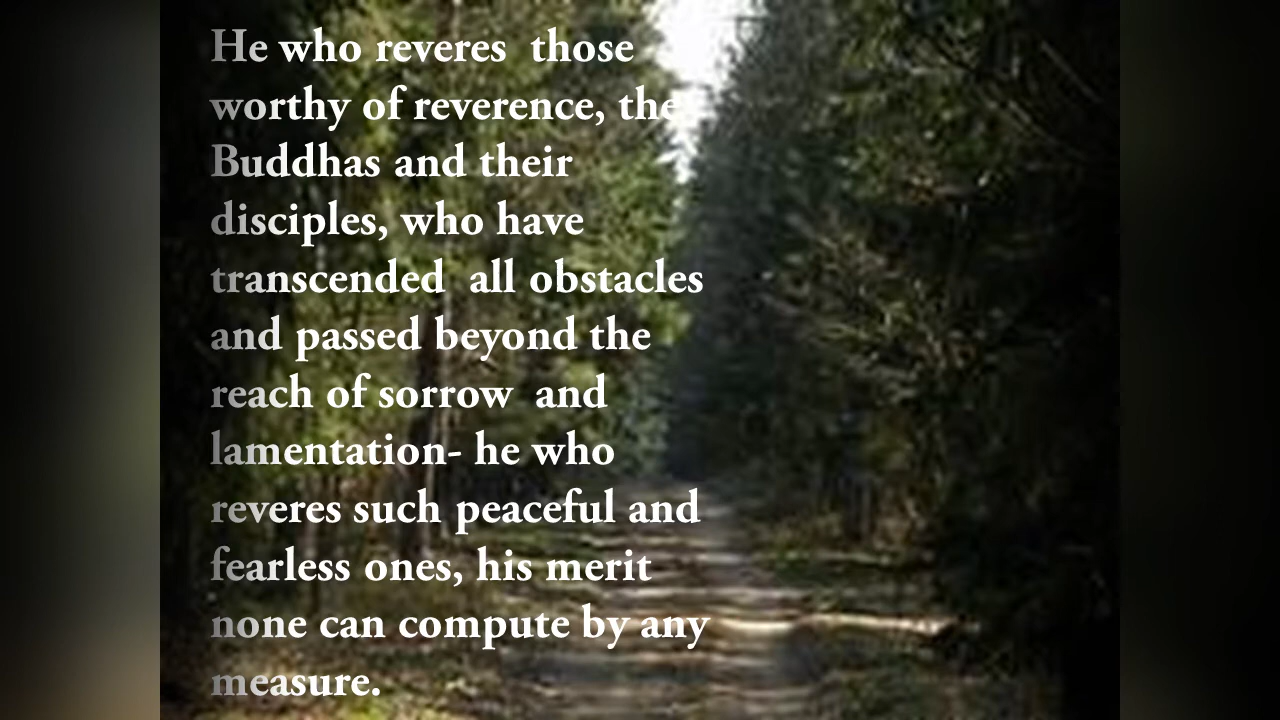 He who reveres  those
worthy of reverence, the
Buddhas and their
disciples, who have
transcended  all obstacles
and passed beyond the
reach of sorrow  and
lamentation- he who
reveres such peaceful and
fearless ones, his merit
none can compute by any
measure.